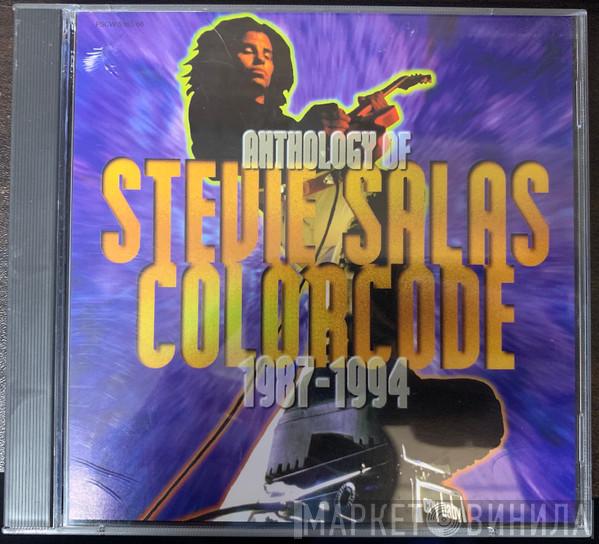 ANTHOLOGY OF
STEVIE SALAS
COLORCODE
1987-1994
МАРКЕТ ВИНИЛА